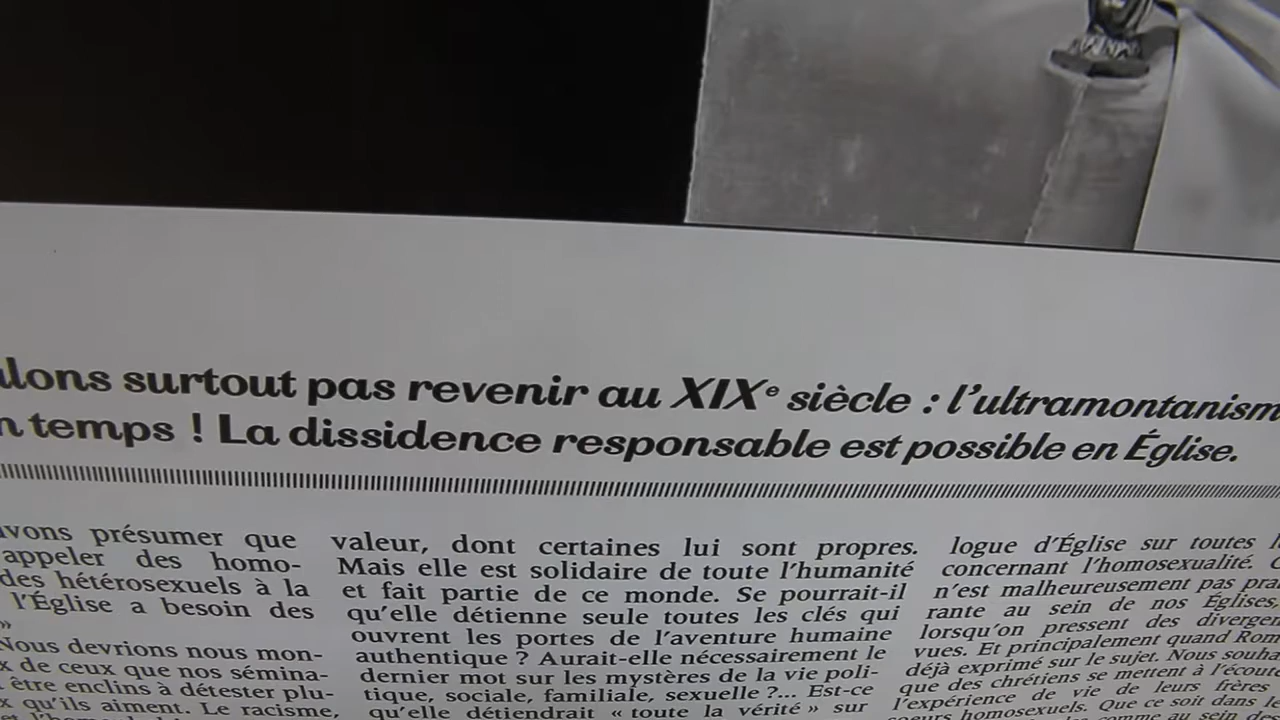 lons surtout pas revenir au XIXe siècle : l'ultramontanism
n temps ! La dissidence responsable est possible en Église.
vons présumer que
appeler des homo-
des hétérosexuels à la
l'Église a besoin des
»
Nous devrions nous mon-
x de ceux que nos sémina-
être enclins à détester plu-
x qu'ils aiment. Le racisme,
valeur, dont certaines lui sont propres.
Mais elle est solidaire de toute l'humanité
et fait partie de ce monde. Se pourrait-il
qu'elle détienne seule toutes les clés qui
ouvrent les portes de l'aventure humaine
authentique ? Aurait-elle nécessairement le
dernier mot sur les mystères de la vie poli-
tique, sociale, familiale, sexuelle ?... Est-ce
qu'elle détiendrait « toute la vérité » sur
logue d'Église sur toutes l
concernant l'homosexualité. C
n'est malheureusement pas pra
rante au sein de nos Églises,
lorsqu'on pressent des divergen
vues. Et principalement quand Rom
déjà exprimé sur le sujet. Nous souha
que des chrétiens se mettent à l'écoute
l'expérience de vie de leurs frères
soeurs homosexuels. Que ce soit dans le